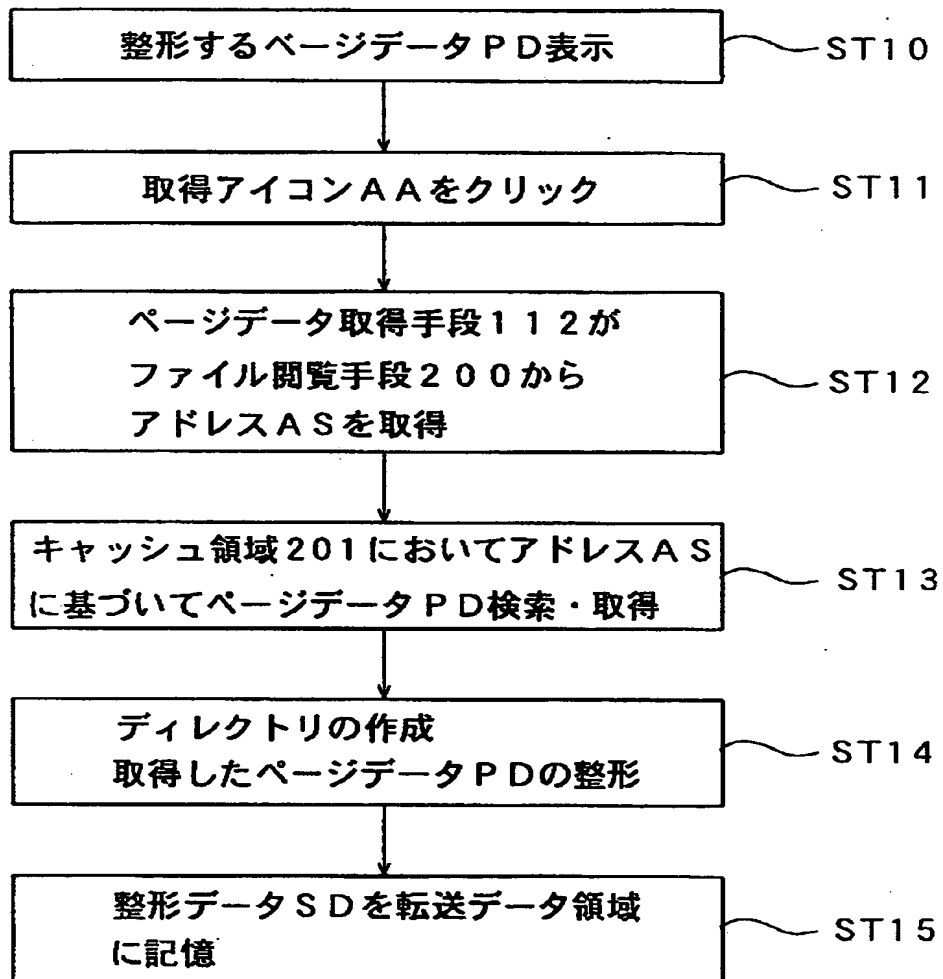 整形するページデータＰＤ表示
ST10
取得アイコンＡＡをクリック
ST11
ページデータ取得手段１１２が
ファイル閲覧手段２００から
アドレスＡＳを取得
ST12
キャッシュ領域201においてアドレスＡＳ
に基づいてページデータＰＤ検索・取得
ST13
ディレクトリの作成
取得したページデータＰＤの整形
ST14
整形データＳＤを転送データ領域
に記憶
ST15